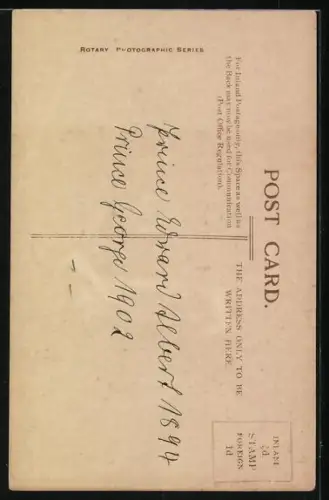 ROTARY PHOTOGRAPHIC SERIES
POST CARD.
For Inland Postage only, this Space as well as
the Back may now be used for Communication
(Post Office Regulation).
THE ADDRESS ONLY TO BE
WRITTEN HERE
INLAND
½d
STAMP
FOREIGN
1d
Prince Edward Albert 1894
Prince George 1902